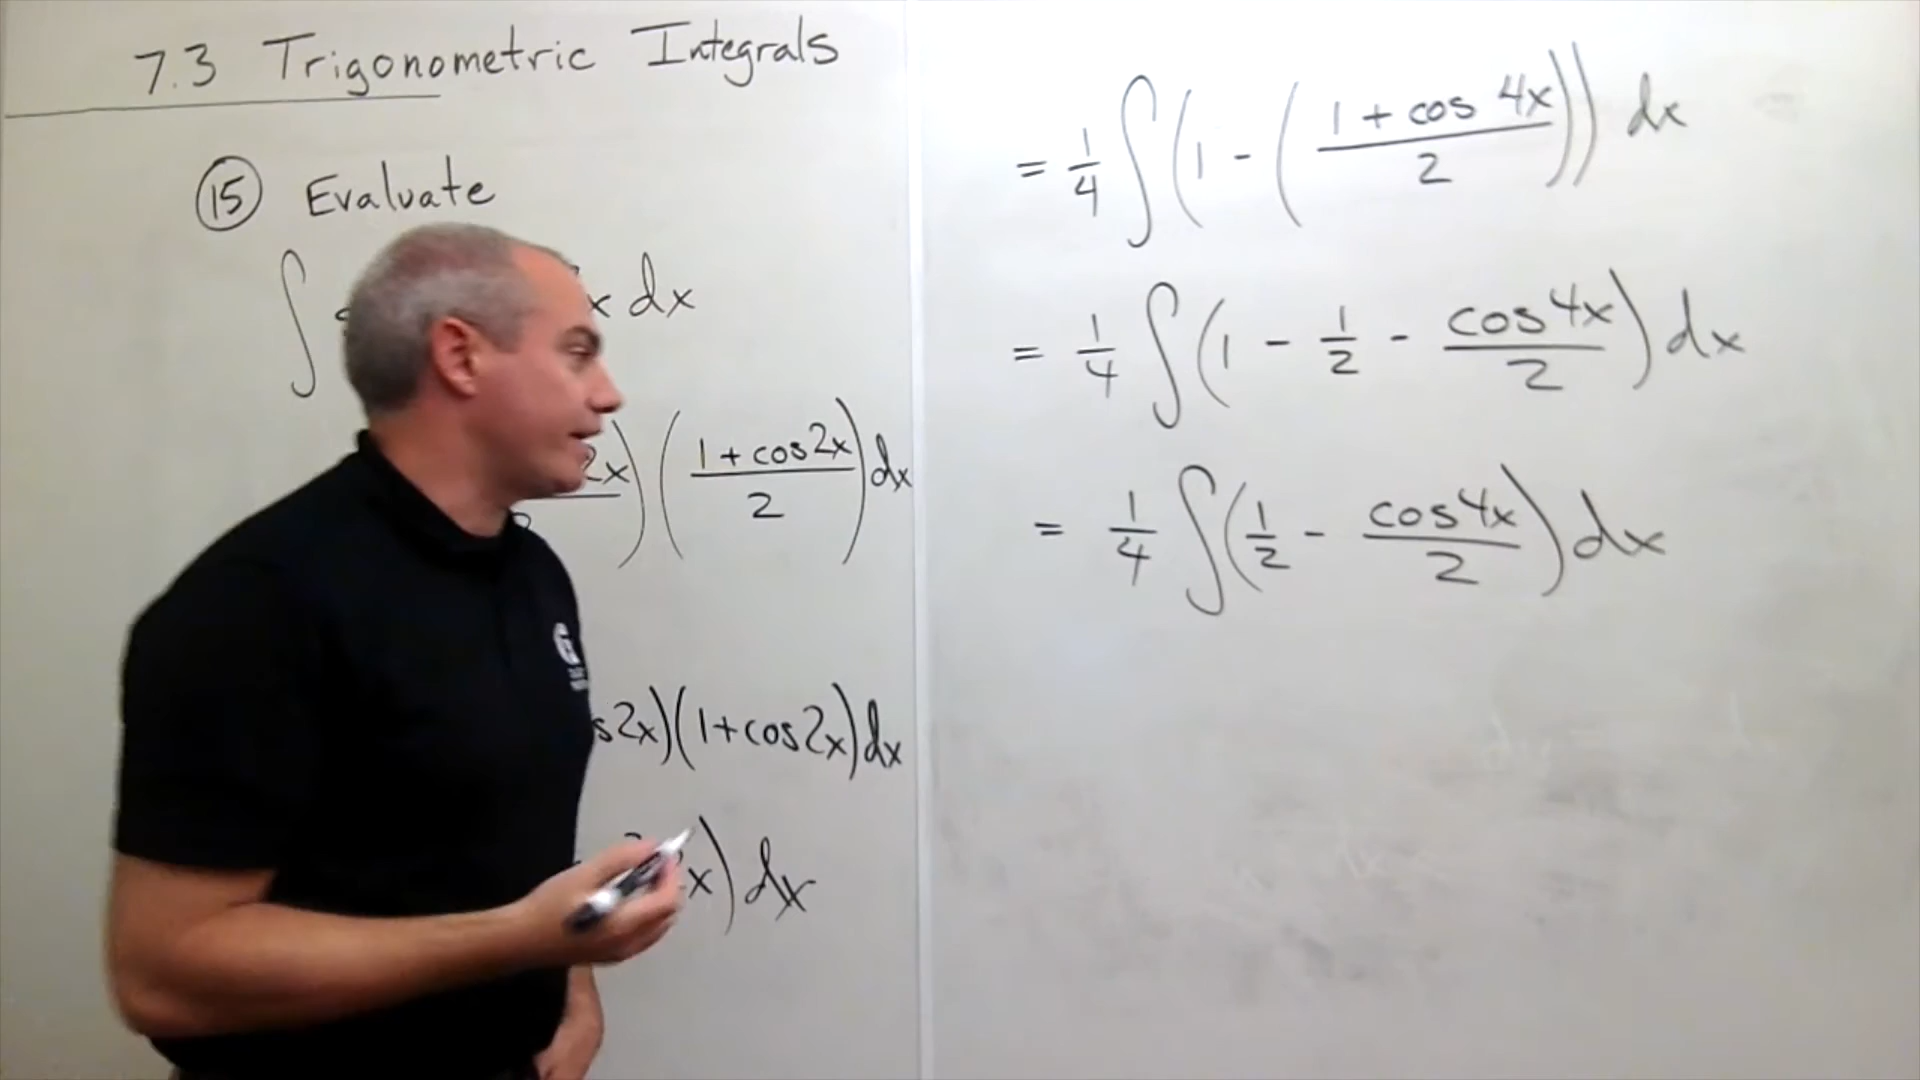 7.3 Trigonometric Integrals
15 Evaluate
∫ x dx
2x) (1 + cos2x / 2) dx
s2x)(1+cos2x)dx
x) dx
= 1/4 ∫ (1 - (1 + cos 4x / 2)) dx
= 1/4 ∫ (1 - 1/2 - cos4x / 2) dx
= 1/4 ∫ (1/2 - cos4x / 2) dx